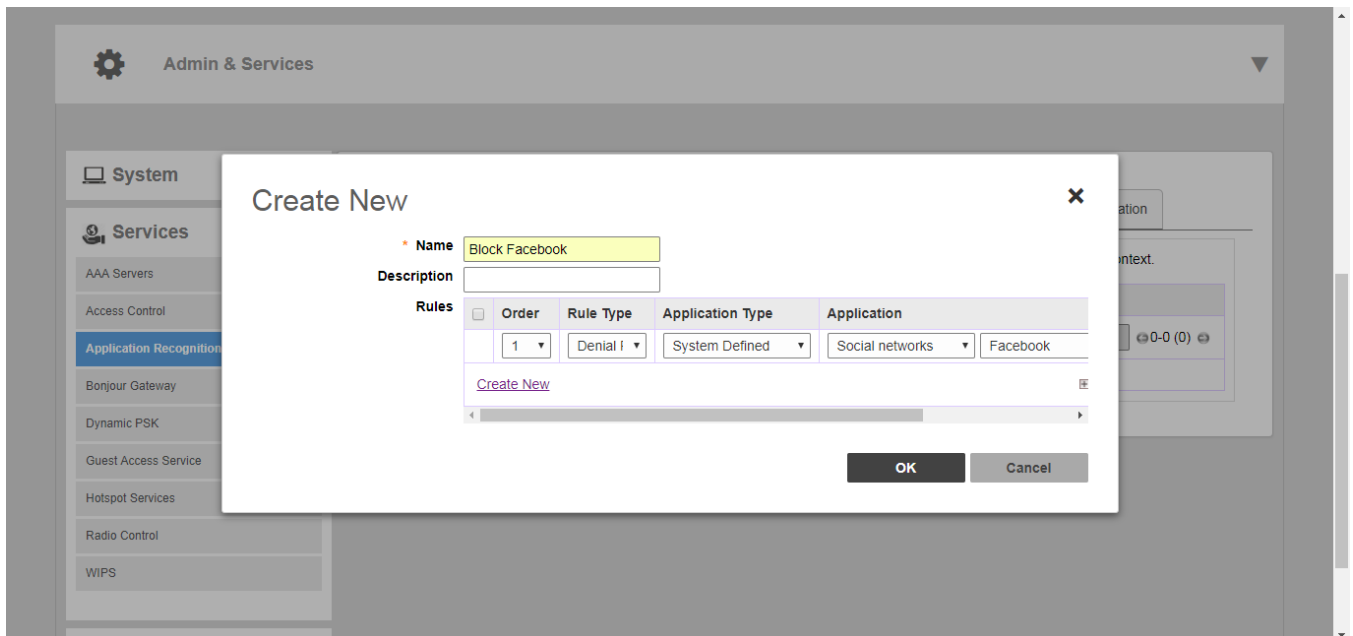 Admin & Services
System
Services
AAA Servers
Access Control
Application Recognition
Bonjour Gateway
Dynamic PSK
Guest Access Service
Hotspot Services
Radio Control
WIPS
Create New
* Name Block Facebook
Description
Rules
Order Rule Type Application Type Application
1 Denial System Defined Social networks Facebook
Create New
OK Cancel
ation
ontext.
0-0 (0)